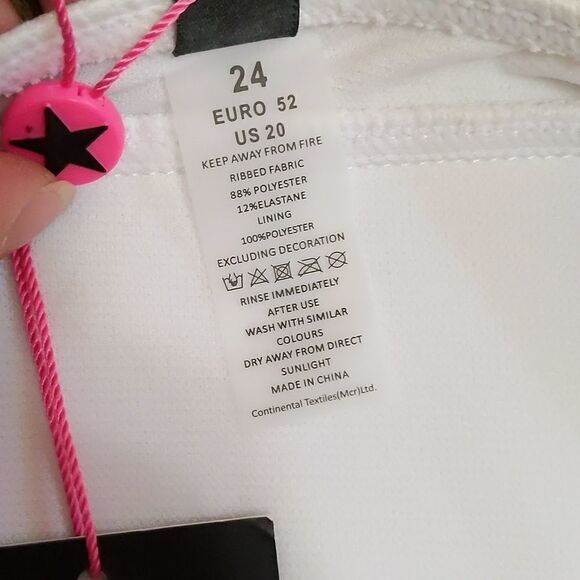 24
EURO 52
US 20
KEEP AWAY FROM FIRE
RIBBED FABRIC
88% POLYESTER
12%ELASTANE
LINING
100%POLYESTER
EXCLUDING DECORATION
RINSE IMMEDIATELY
AFTER USE
WASH WITH SIMILAR
COLOURS
DRY AWAY FROM DIRECT
SUNLIGHT
MADE IN CHINA
Continental Textiles(Mcr)Ltd.